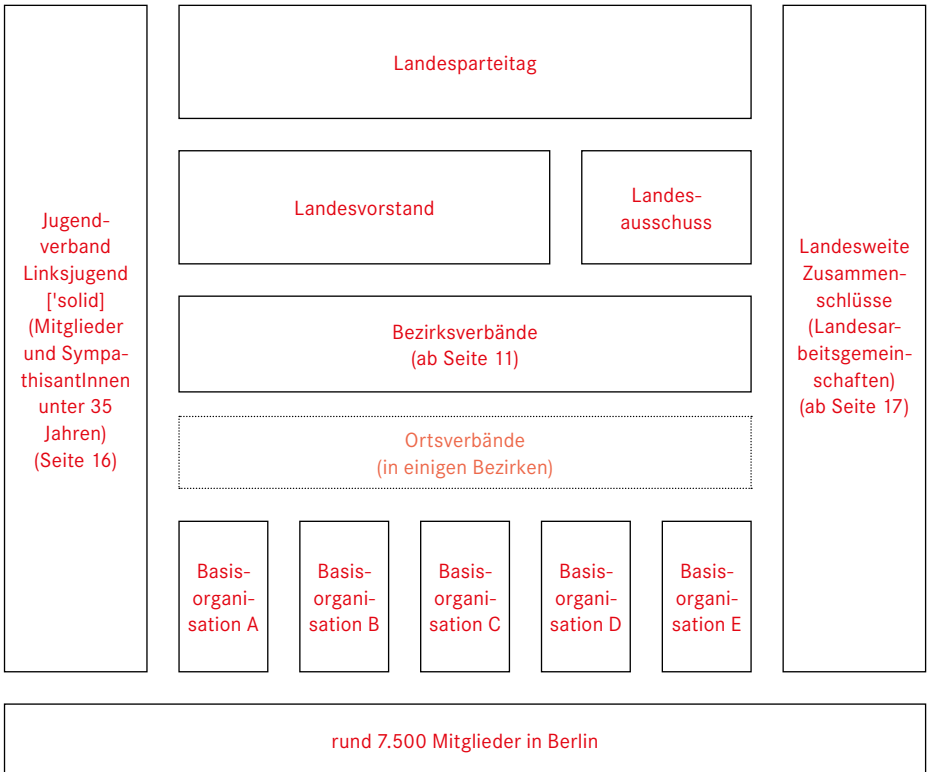 Landesparteitag
Landesvorstand
Landes-
ausschuss
Jugend-
verband
Linksjugend
['solid]
(Mitglieder
und Sympa-
thisantInnen
unter 35
Jahren)
(Seite 16)
Landesweite
Zusammen-
schlüsse
(Landesar-
beitsgemein-
schaften)
(ab Seite 17)
Bezirksverbände
(ab Seite 11)
Ortsverbände
(in einigen Bezirken)
Basis-
organi-
sation A
Basis-
organi-
sation B
Basis-
organi-
sation C
Basis-
organi-
sation D
Basis-
organi-
sation E
rund 7.500 Mitglieder in Berlin